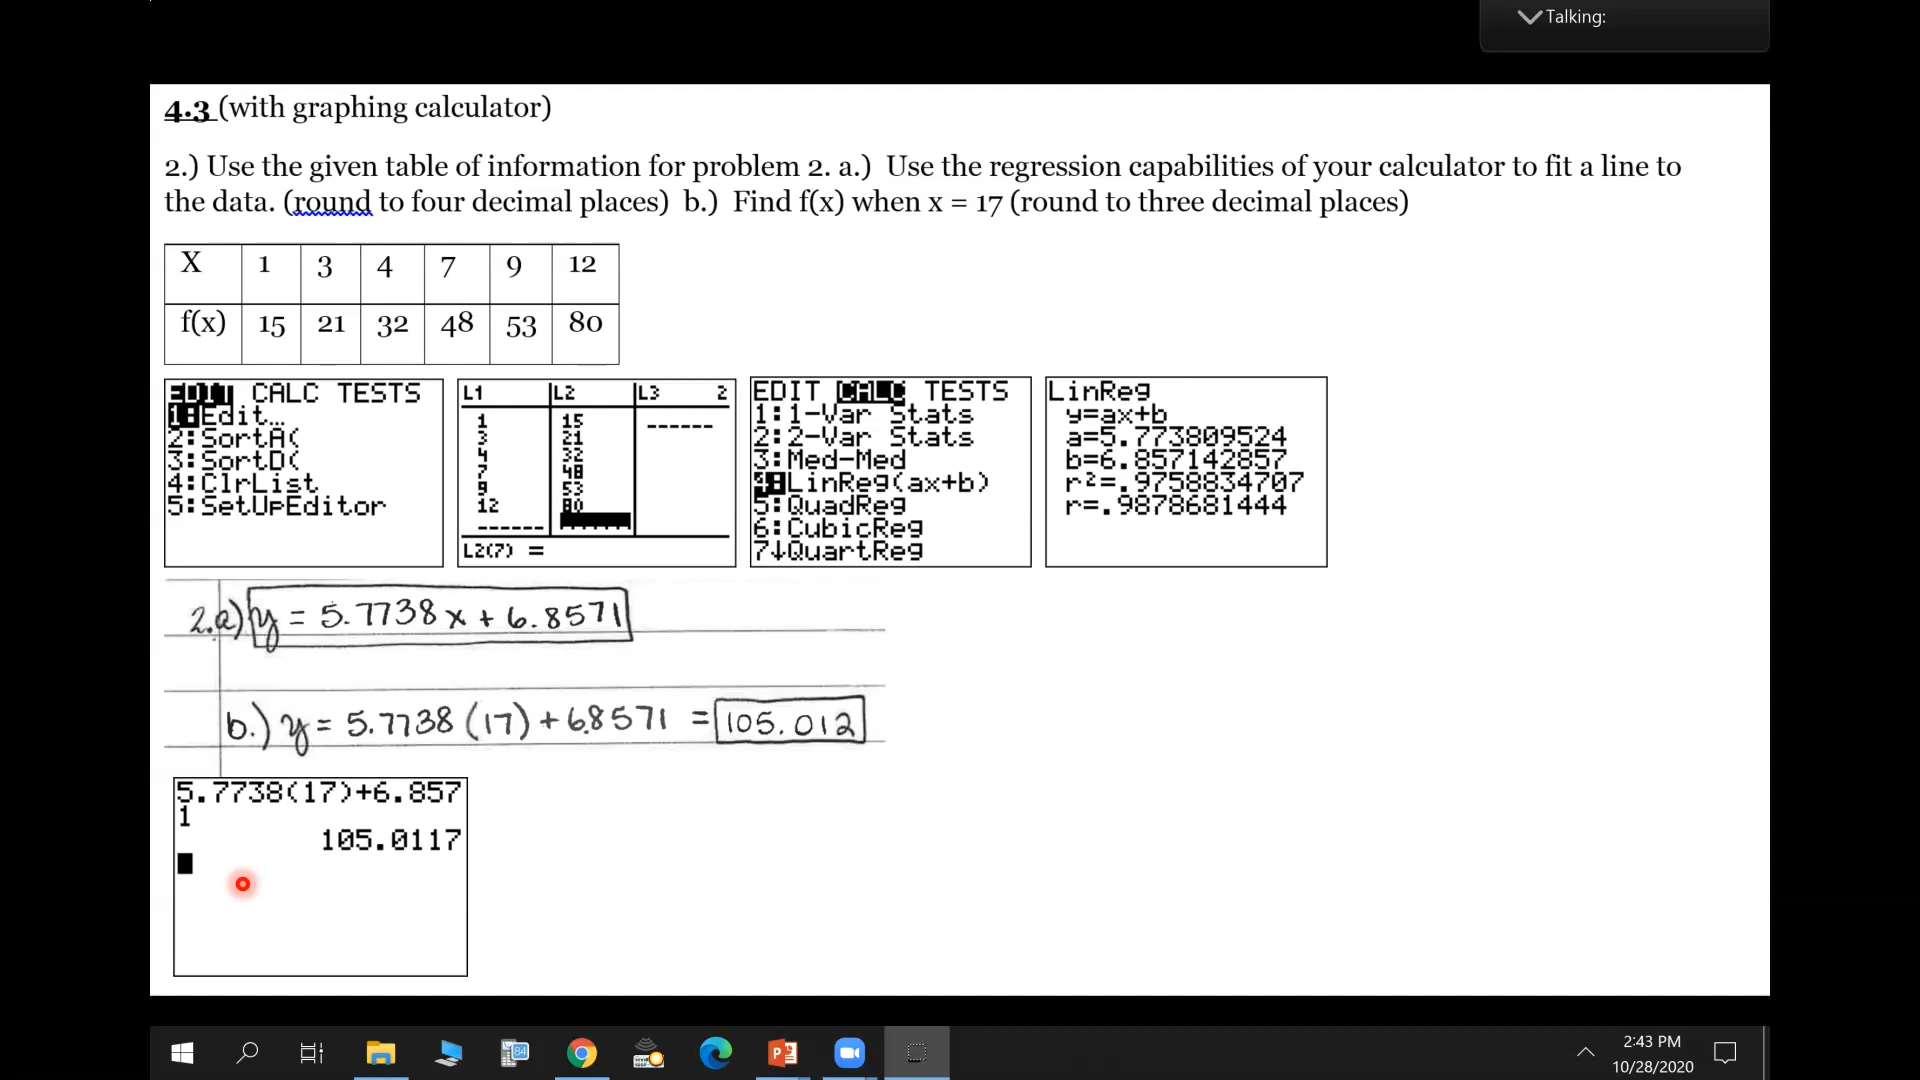 Talking:
4.3 (with graphing calculator)
2.) Use the given table of information for problem 2. a.) Use the regression capabilities of your calculator to fit a line to
the data. (round to four decimal places) b.) Find f(x) when x = 17 (round to three decimal places)
X 1 3 4 7 9 12
f(x) 15 21 32 48 53 80
EDIT CALC TESTS
1:Edit…
2:SortA(
3:SortD(
4:ClrList
5:SetUpEditor
L1 L2 L3 2
1 15 ------
3 21
4 32
7 48
9 53
12 80
------
L2(7) =
EDIT CALC TESTS
1:1-Var Stats
2:2-Var Stats
3:Med-Med
4:LinReg(ax+b)
5:QuadReg
6:CubicReg
7↓QuartReg
LinReg
y=ax+b
a=5.773809524
b=6.857142857
r²=.9758834707
r=.9878681444
2.a) y = 5.7738x + 6.8571
b.) y = 5.7738 (17) + 6.8571 = 105.012
5.7738(17)+6.857
1
105.0117
84
2:43 PM
10/28/2020